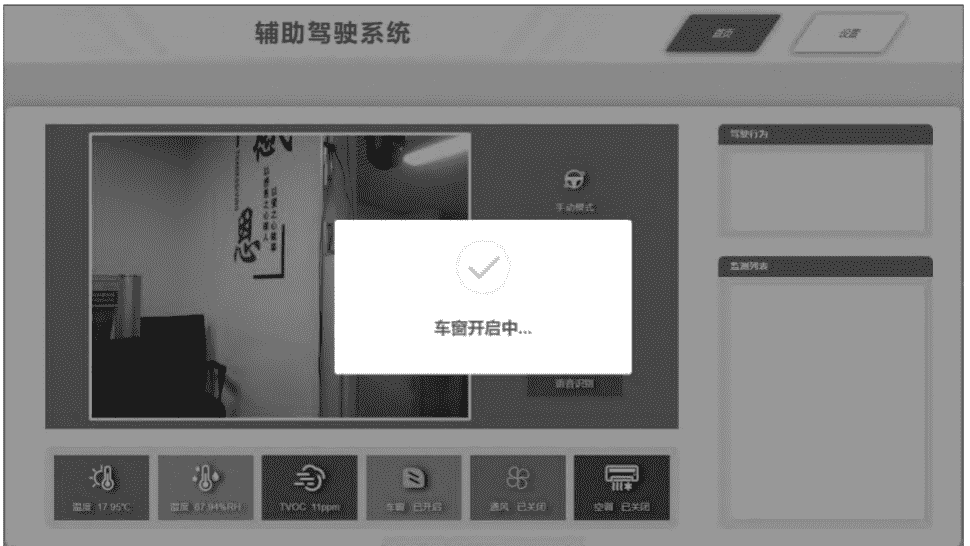 辅助驾驶系统
首页
设置
驾驶行为
手动模式
监测列表
车窗开启中...
语音识别
温度 17.95℃
湿度 67.94%RH
TVOC 11ppm
车窗 已开启
通风 已关闭
空调 已关闭